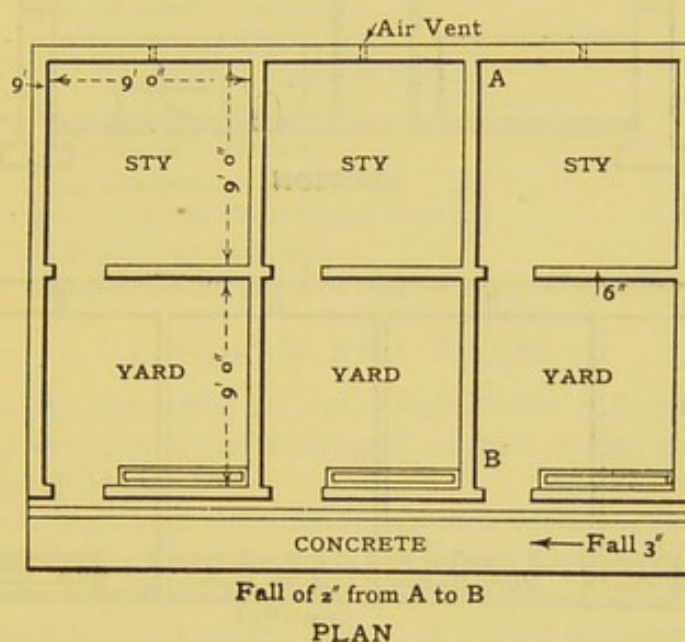 Air Vent
9'
9' 0"
A
STY
9' 0"
STY
STY
6"
YARD
9' 0"
YARD
YARD
B
CONCRETE
Fall 3"
Fall of 2" from A to B
PLAN